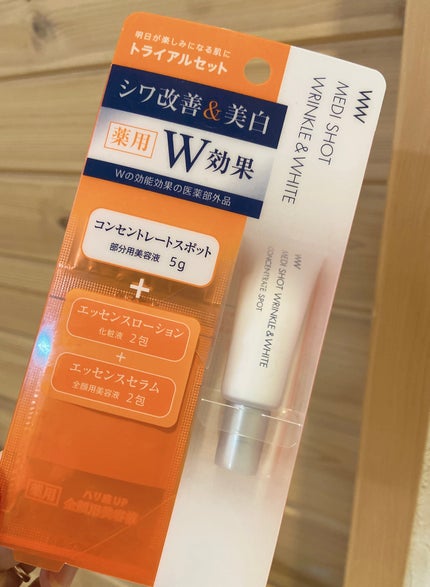 明日が楽しみになる肌に
トライアルセット
シワ改善&美白
薬用
W効果
Wの効能効果の医薬部外品
コンセントレートスポット
部分用美容液 5g
+
エッセンスローション
化粧液 2包
+
エッセンスセラム
全顔用美容液 2包
薬用
ハリ感UP
全顔用美容液
MEDI SHOT
WRINKLE & WHITE
MEDI SHOT WRINKLE & WHITE
CONCENTRATE SPOT